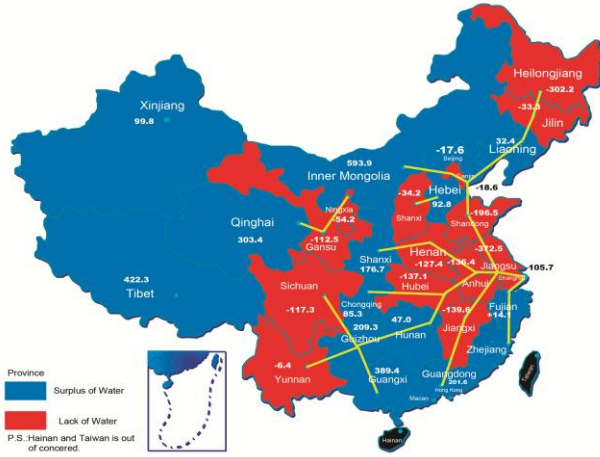 Heilongjiang
-302.2
-33.3
Jilin
Xinjiang
99.8
32.4
Liaoning
-17.6
Beijing
593.9
Inner Mongolia
Tianjin
-18.6
-34.2
Hebei
92.8
Ningxia
-54.2
Shanxi
-196.5
Shandong
Qinghai
303.4
-112.5
Gansu
Henan
-127.4
-136.4
-372.5
Jiangsu
-105.7
Shanghai
Shanxi
176.7
422.3
Tibet
Sichuan
-117.3
-137.1
Hubei
Anhui
Chongqing
85.3
-139.6
Jiangxi
Fujian
+14.1
209.3
Guizhou
47.0
Hunan
Zhejiang
-6.4
Yunnan
389.4
Guangxi
Guangdong
201.6
Hong Kong
Macao
Taiwan
Hainan
Province
Surplus of Water
Lack of Water
P.S.:Hainan and Taiwan is out
of concered.